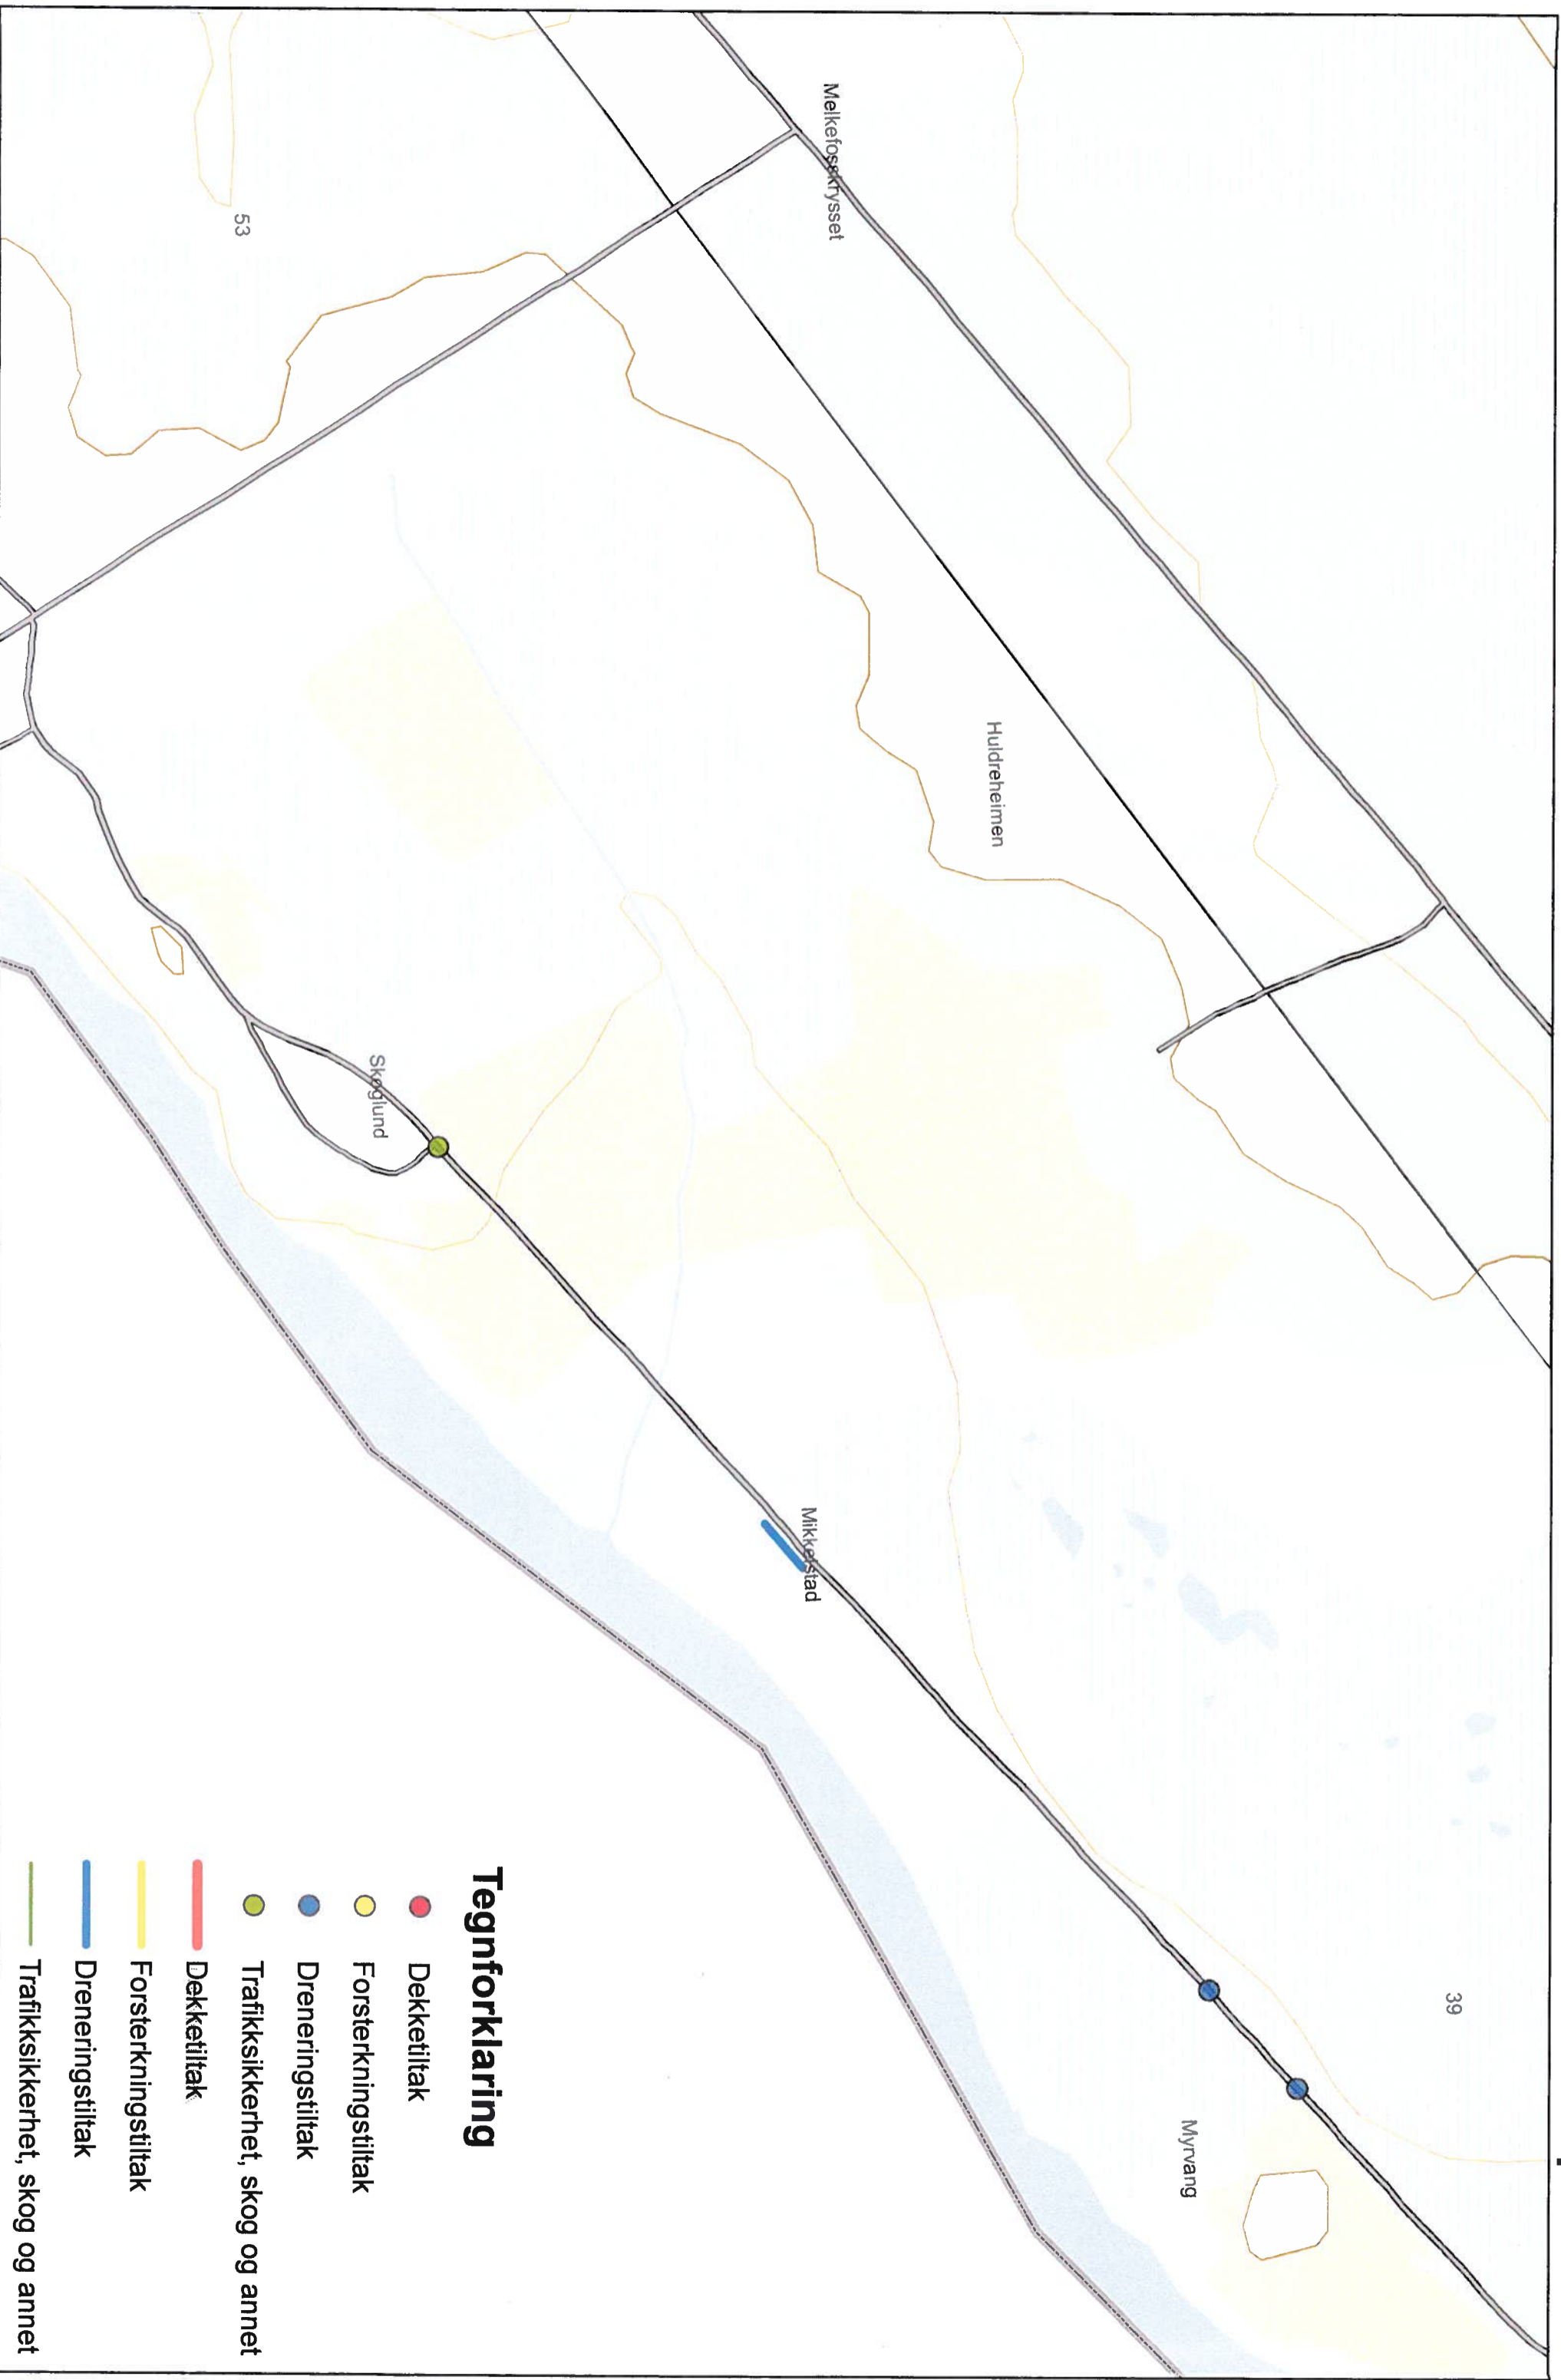 39
Melkefosskrysset
Huldreheimen
Myrvang
Mikkelstad
Skoglund
53
Tegnforklaring
Dekketiltak
Forsterkningstiltak
Dreneringstiltak
Trafikksikkerhet, skog og annet
Dekketiltak
Forsterkningstiltak
Dreneringstiltak
Trafikksikkerhet, skog og annet